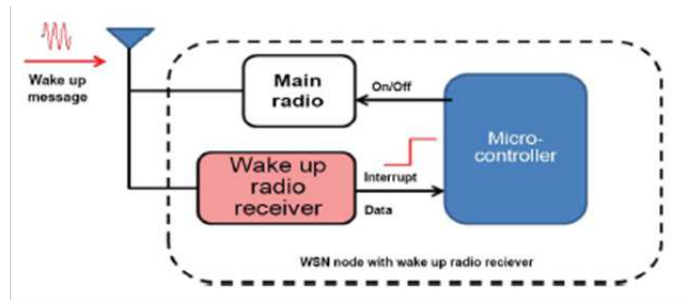 Wake up
message
Main
radio
On/Off
Micro-
controller
Wake up
radio
receiver
Interrupt
Data
WSN node with wake up radio reciever